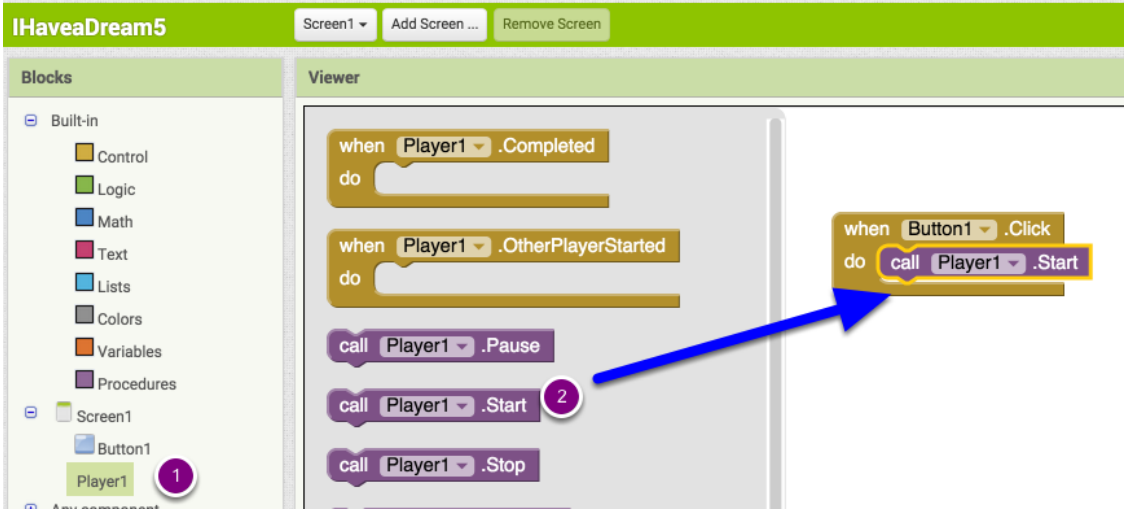 IHaveaDream5
Screen1 Add Screen ... Remove Screen
Blocks
Viewer
Built-in
Control
Logic
Math
Text
Lists
Colors
Variables
Procedures
Screen1
Button1
Player1
1
Any component
when Player1 .Completed
do
when Player1 .OtherPlayerStarted
do
call Player1 .Pause
call Player1 .Start
2
call Player1 .Stop
when Button1 .Click
do call Player1 .Start